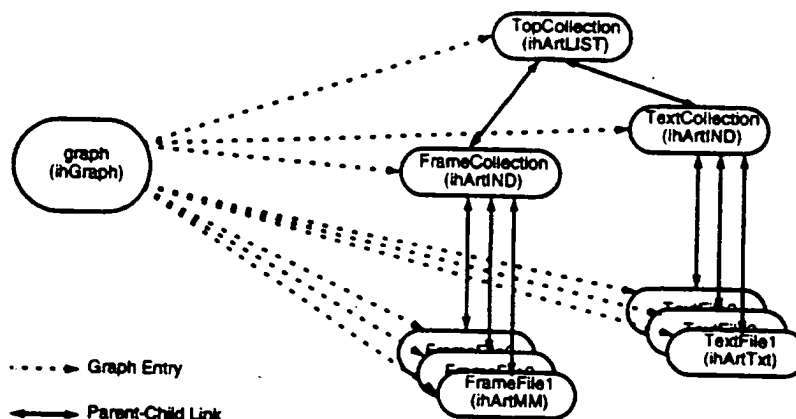 TopCollection
(ihArtLIST)
TextCollection
(ihArtIND)
graph
(ihGraph)
FrameCollection
(ihArtIND)
TextFile1
(ihArtTxt)
FrameFile1
(ihArtMM)
Graph Entry
Parent-Child Link